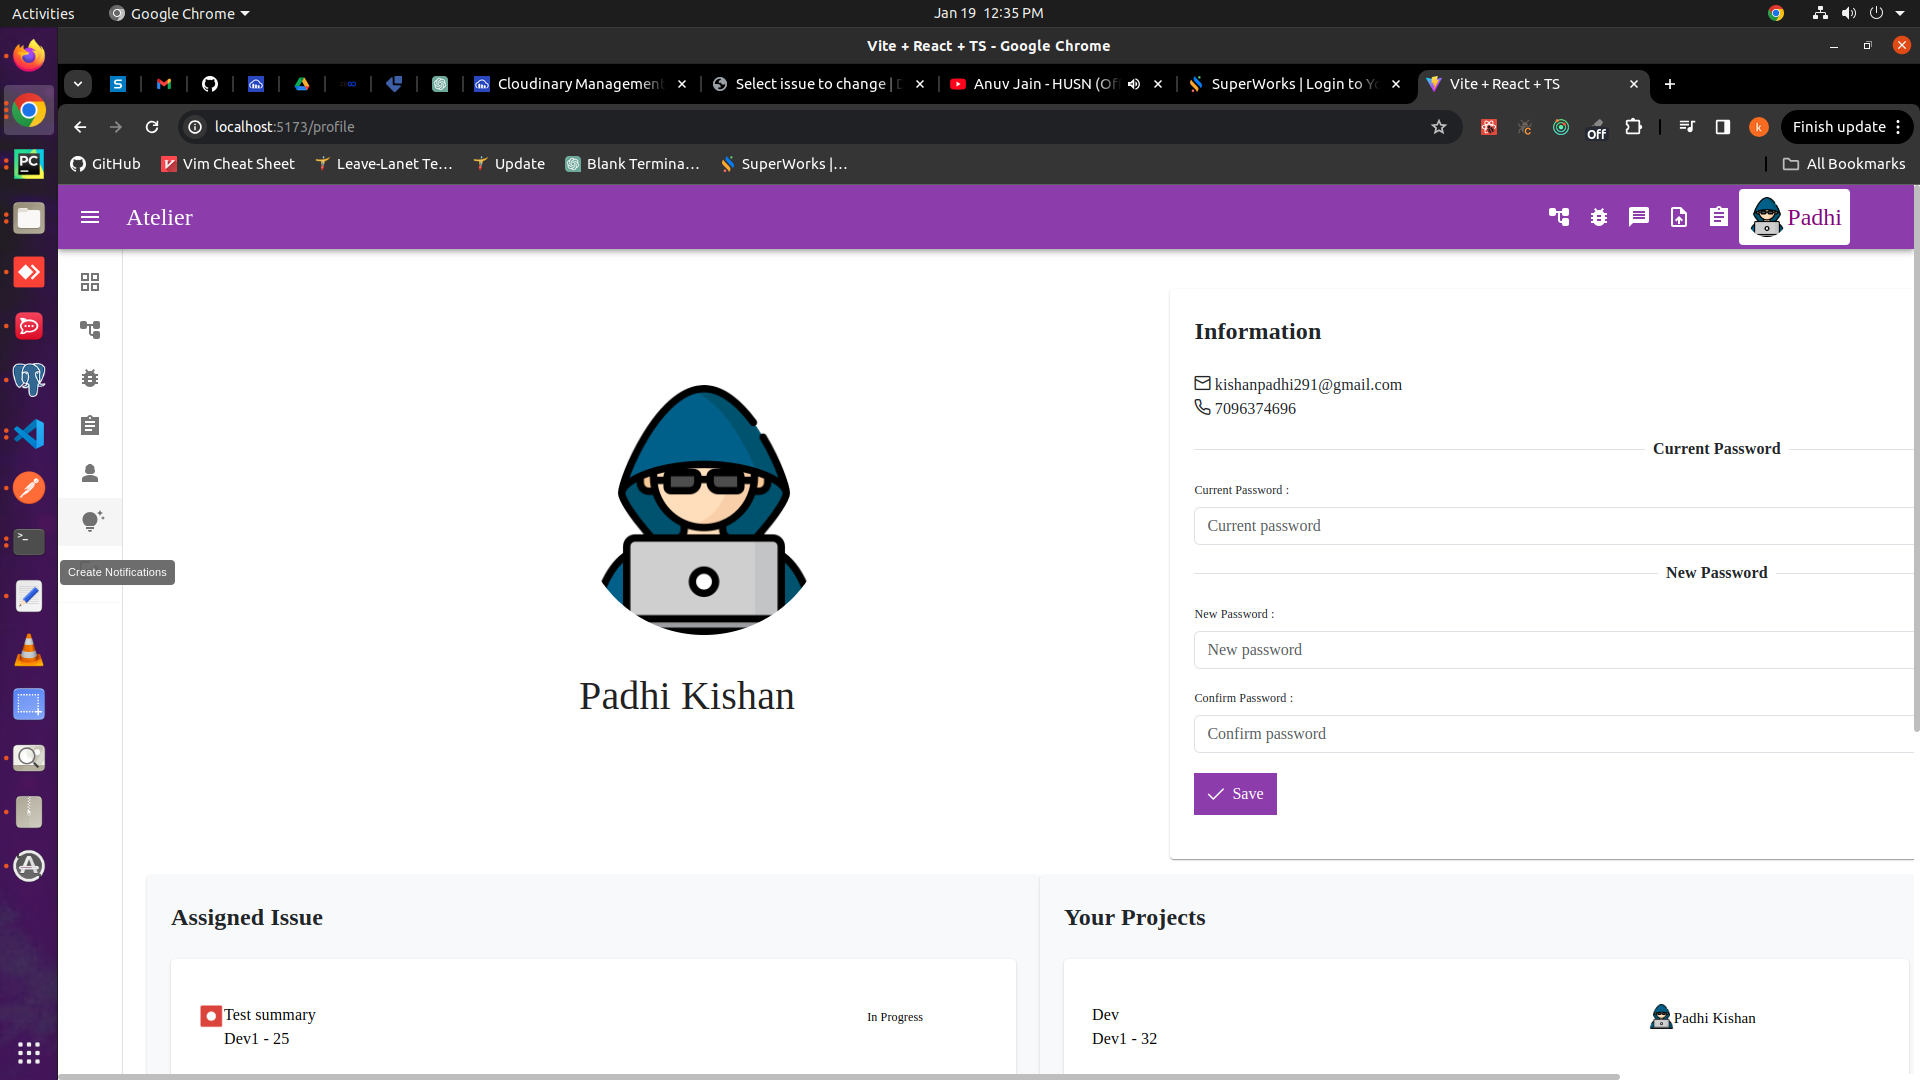 Activities
Google Chrome
Jan 19 12:35 PM
Vite + React + TS - Google Chrome
Cloudinary Management
Select issue to change | D
Anuv Jain - HUSN (Of
SuperWorks | Login to Yo
Vite + React + TS
localhost:5173/profile
Off
k
Finish update
GitHub
Vim Cheat Sheet
Leave-Lanet Te...
Update
Blank Termina...
SuperWorks |...
All Bookmarks
Atelier
Padhi
Information
kishanpadhi291@gmail.com
7096374696
Current Password
Current Password :
Current password
New Password
New Password :
New password
Confirm Password :
Confirm password
Save
Create Notifications
Padhi Kishan
Assigned Issue
Test summary
Dev1 - 25
In Progress
Your Projects
Dev
Dev1 - 32
Padhi Kishan